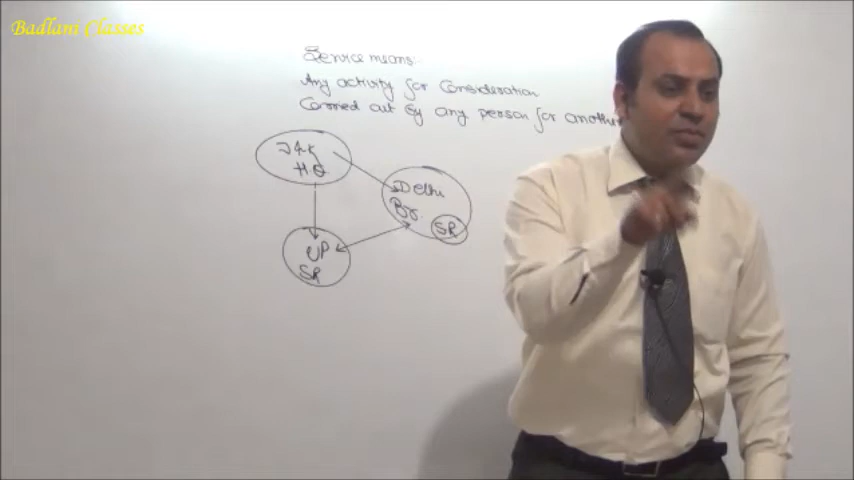 Badlani Classes
Service means:-
Any activity for Consideration
Carried out by any person for another
J&K
HO
Delhi
Br.
SR
UP
SR